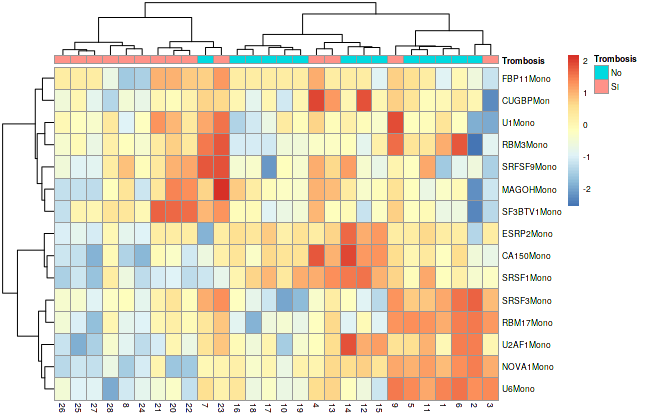 Trombosis
FBP11Mono
CUGBPMon
U1Mono
RBM3Mono
SRFSF9Mono
MAGOHMono
SF3BTV1Mono
ESRP2Mono
CA150Mono
SRSF1Mono
SRSF3Mono
RBM17Mono
U2AF1Mono
NOVA1Mono
U6Mono
26 25 27 28 8 24 21 20 22 7 23 16 18 17 10 19 4 13 14 12 15 9 5 11 1 6 2 3
2
1
0
-1
-2
Trombosis
No
SI